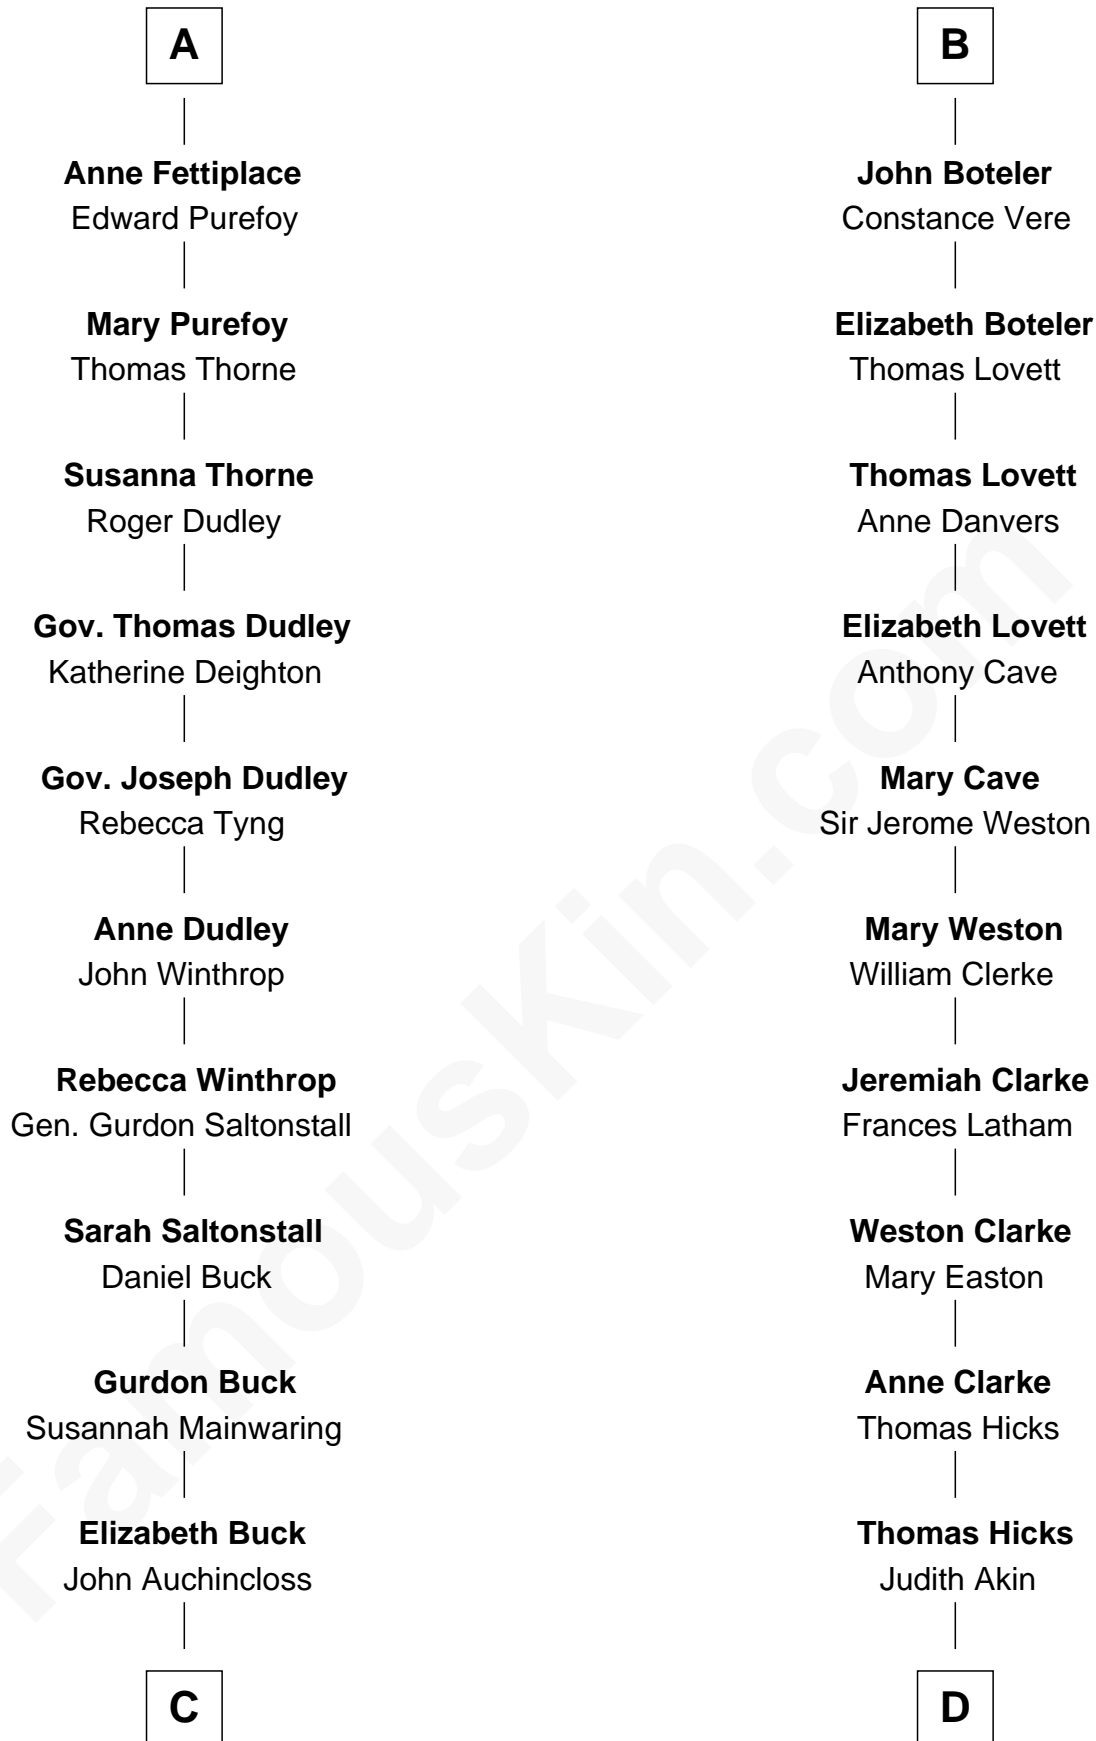 A
Anne Fettiplace
Edward Purefoy
Mary Purefoy
Thomas Thorne
Susanna Thorne
Roger Dudley
Gov. Thomas Dudley
Katherine Deighton
Gov. Joseph Dudley
Rebecca Tyng
Anne Dudley
John Winthrop
Rebecca Winthrop
Gen. Gurdon Saltonstall
Sarah Saltonstall
Daniel Buck
Gurdon Buck
Susannah Mainwaring
Elizabeth Buck
John Auchincloss
C
B
John Boteler
Constance Vere
Elizabeth Boteler
Thomas Lovett
Thomas Lovett
Anne Danvers
Elizabeth Lovett
Anthony Cave
Mary Cave
Sir Jerome Weston
Mary Weston
William Clerke
Jeremiah Clarke
Frances Latham
Weston Clarke
Mary Easton
Anne Clarke
Thomas Hicks
Thomas Hicks
Judith Akin
D
FamousKin.com